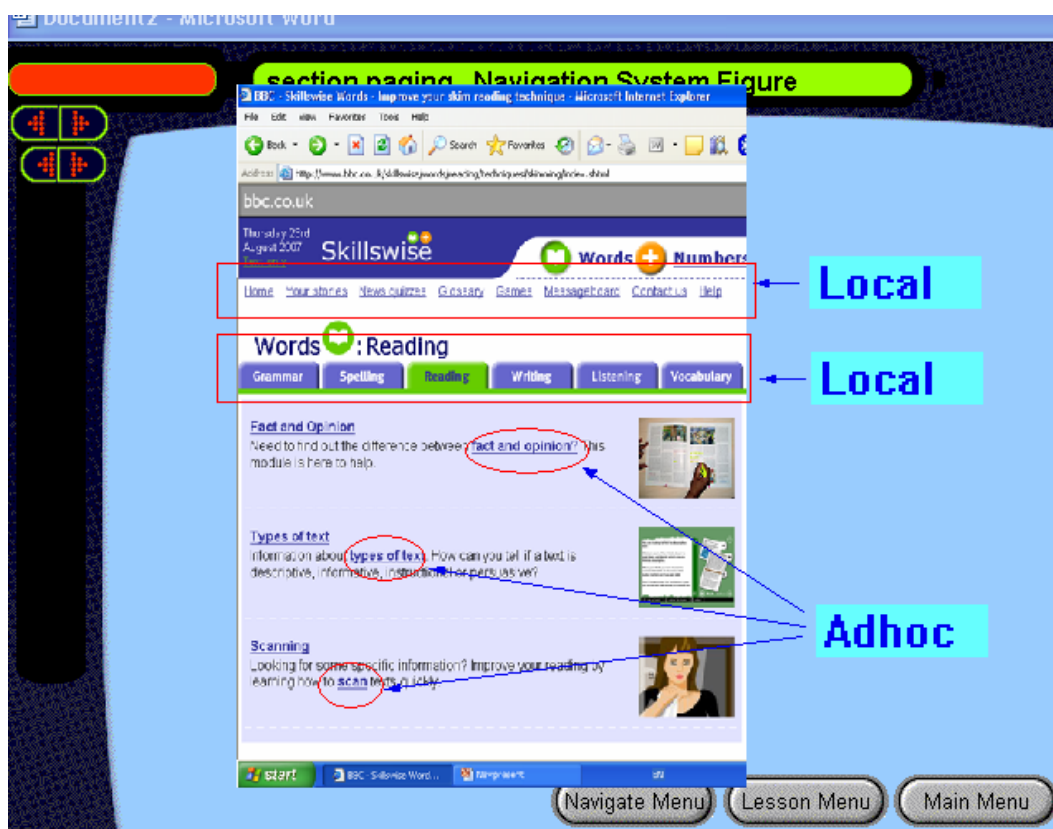 Document2 - Microsoft Word
section paging Navigation System Figure
BBC - Skillswise Words - Improve your skim reading technique - Microsoft Internet Explorer
File Edit View Favorites Tools Help
Back Search Favorites
Address
bbc.co.uk
Thursday 23rd
August 2007
Skillswise
Words Numbers
Home Your stories News quizzes Glossary Games Messageboard Contact us Help
Local
Words : Reading
Grammar Spelling Reading Writing Listening Vocabulary
Local
Fact and Opinion
Need to find out the difference between fact and opinion? This
module is here to help.
Types of text
Information about types of text. How can you tell if a text is
descriptive, informative, instructional or persuasive?
Adhoc
Scanning
Looking for some specific information? Improve your reading by
learning how to scan texts quickly.
start BBC - Skillswise Word... EN
Navigate Menu Lesson Menu Main Menu